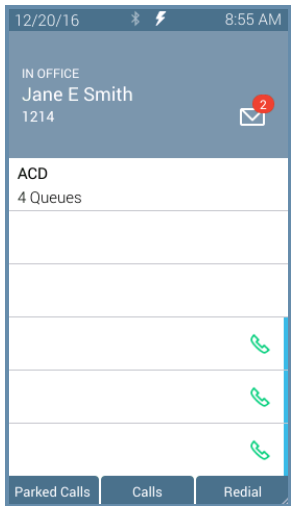 12/20/16 8:55 AM
IN OFFICE
Jane E Smith
1214
2
ACD
4 Queues
Parked Calls Calls Redial